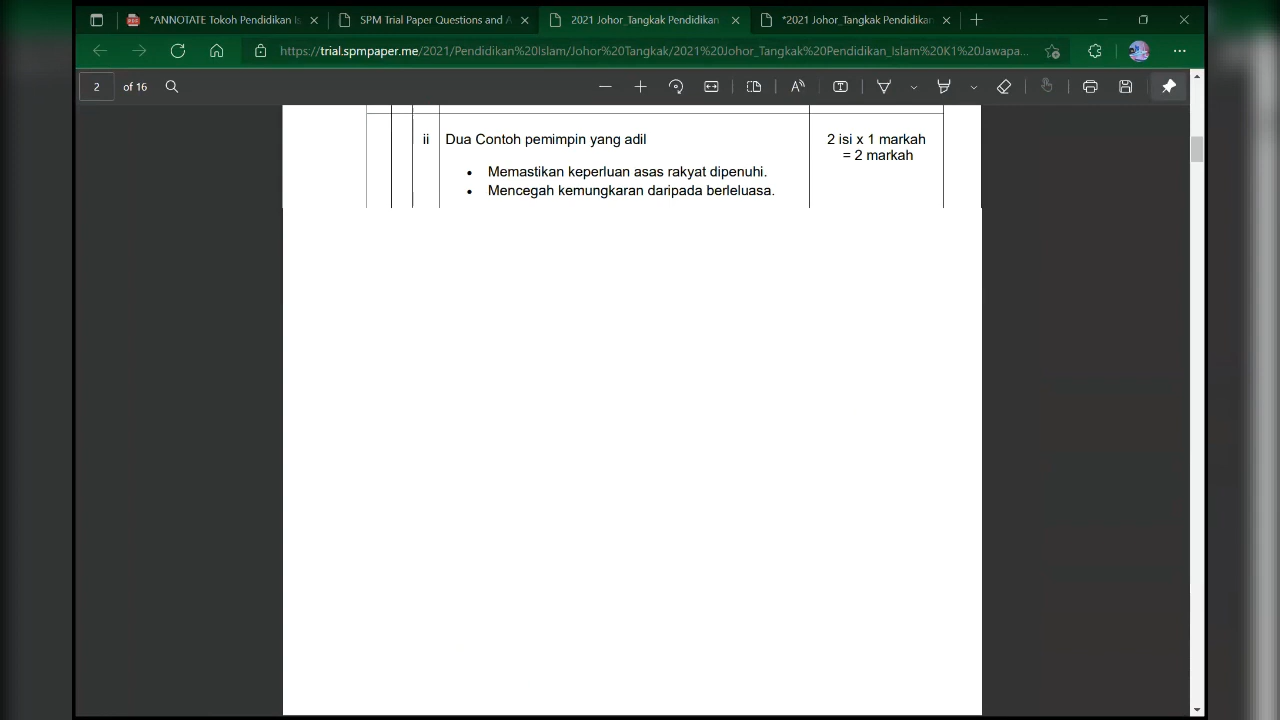 *ANNOTATE Tokoh Pendidikan Is
SPM Trial Paper Questions and A
2021 Johor_Tangkak Pendidikan
*2021 Johor_Tangkak Pendidikan
https://trial.spmpaper.me/2021/Pendidikan%20Islam/Johor%20Tangkak/2021%20Johor_Tangkak%20Pendidikan_Islam%20K1%20Jawapa...
2 of 16
ii Dua Contoh pemimpin yang adil 2 isi x 1 markah
= 2 markah
• Memastikan keperluan asas rakyat dipenuhi.
• Mencegah kemungkaran daripada berleluasa.